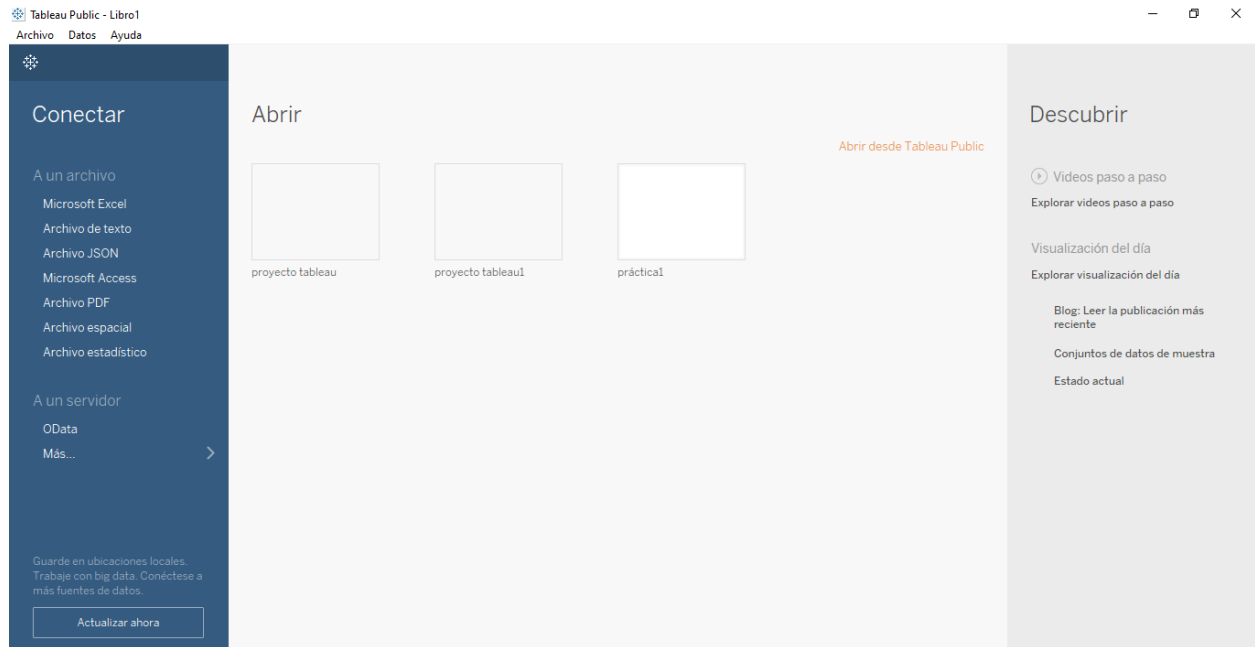 Tableau Public - Libro1
Archivo Datos Ayuda
Conectar
A un archivo
Microsoft Excel
Archivo de texto
Archivo JSON
Microsoft Access
Archivo PDF
Archivo espacial
Archivo estadístico
A un servidor
OData
Más...
Guarde en ubicaciones locales.
Trabaje con big data. Conéctese a
más fuentes de datos.
Actualizar ahora
Abrir
Abrir desde Tableau Public
proyecto tableau
proyecto tableau1
práctica1
Descubrir
Videos paso a paso
Explorar videos paso a paso
Visualización del día
Explorar visualización del día
Blog: Leer la publicación más
reciente
Conjuntos de datos de muestra
Estado actual